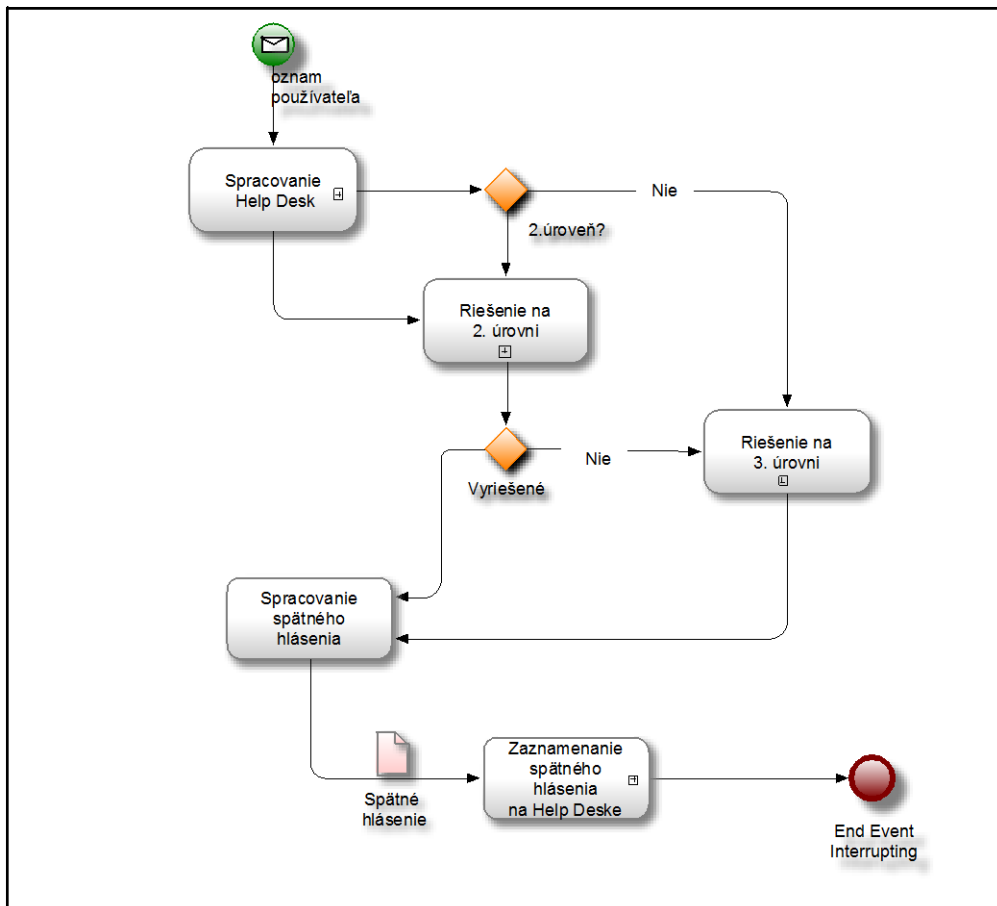 oznam
používateľa
Spracovanie
Help Desk
Nie
2.úroveň?
Riešenie na
2. úrovni
Riešenie na
3. úrovni
Nie
Vyriešené
Spracovanie
spätného
hlásenia
Spätné
hlásenie
Zaznamenanie
spätného
hlásenia
na Help Deske
End Event
Interrupting